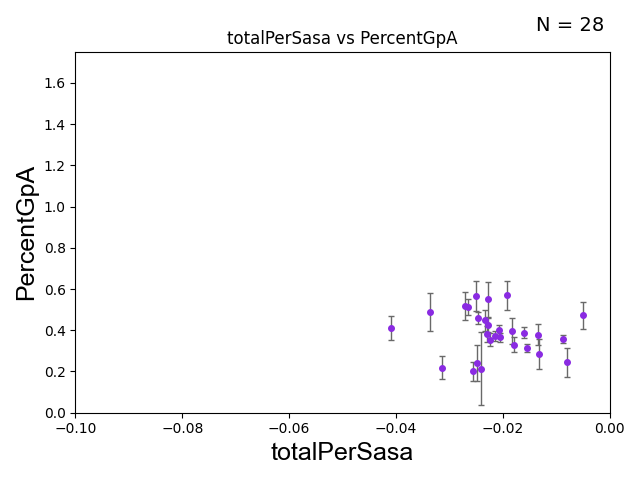 N = 28
totalPerSasa vs PercentGpA
PercentGpA
1.6
1.4
1.2
1.0
0.8
0.6
0.4
0.2
0.0
−0.10 −0.08 −0.06 −0.04 −0.02 0.00
totalPerSasa